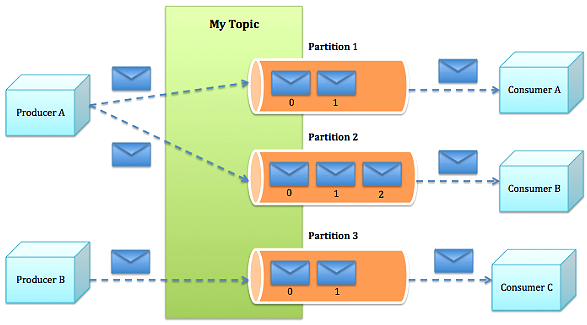 My Topic
Partition 1
0 1
Producer A
Consumer A
Partition 2
0 1 2
Consumer B
Partition 3
0 1
Producer B
Consumer C